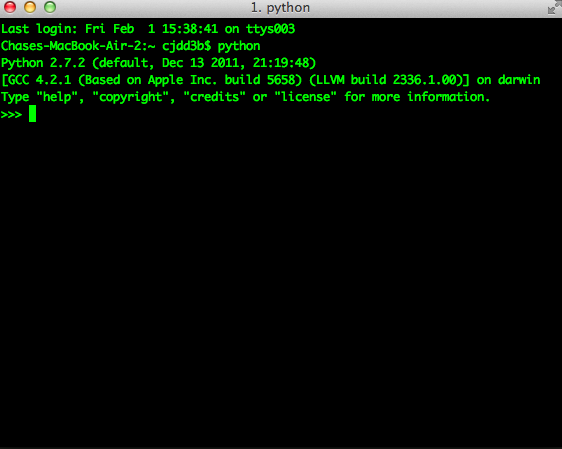 1. python
Last login: Fri Feb  1 15:38:41 on ttys003
Chases-MacBook-Air-2:~ cjdd3b$ python
Python 2.7.2 (default, Dec 13 2011, 21:19:48)
[GCC 4.2.1 (Based on Apple Inc. build 5658) (LLVM build 2336.1.00)] on darwin
Type "help", "copyright", "credits" or "license" for more information.
>>>